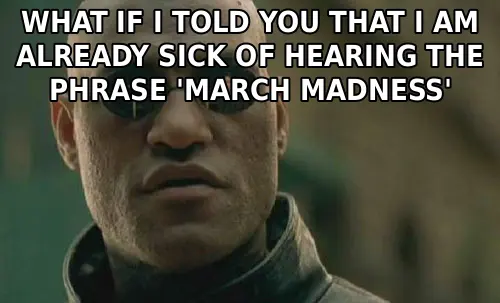 WHAT IF I TOLD YOU THAT I AM
ALREADY SICK OF HEARING THE
PHRASE 'MARCH MADNESS'